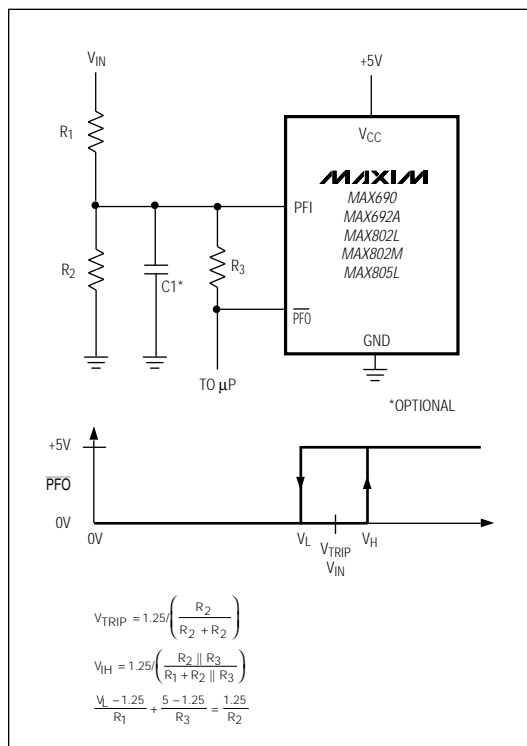 V_IN
+5V
R_1
V_CC
MAXIM
MAX690
MAX692A
MAX802L
MAX802M
MAX805L
PFI
R_2
C1*
R_3
P̅F̅O̅
GND
TO μP
*OPTIONAL
+5V
P̅F̅O̅
0V
0V
V_L
V_TRIP
V_IN
V_H
V_TRIP = 1.25/(R_2 / (R_2 + R_2))
V_IH = 1.25/(R_2 || R_3 / (R_1 + R_2 || R_3))
(V_L – 1.25)/R_1 + (5 – 1.25)/R_3 = 1.25/R_2